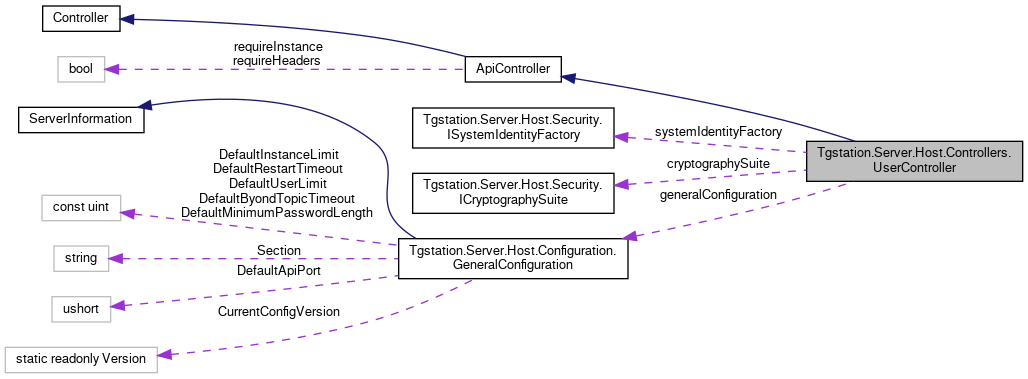 Controller
requireInstance
requireHeaders
bool
ApiController
ServerInformation
Tgstation.Server.Host.Security.
ISystemIdentityFactory
systemIdentityFactory
Tgstation.Server.Host.Controllers.
UserController
cryptographySuite
Tgstation.Server.Host.Security.
ICryptographySuite
generalConfiguration
DefaultInstanceLimit
DefaultRestartTimeout
DefaultUserLimit
DefaultByondTopicTimeout
DefaultMinimumPasswordLength
const uint
Tgstation.Server.Host.Configuration.
GeneralConfiguration
Section
string
DefaultApiPort
ushort
CurrentConfigVersion
static readonly Version